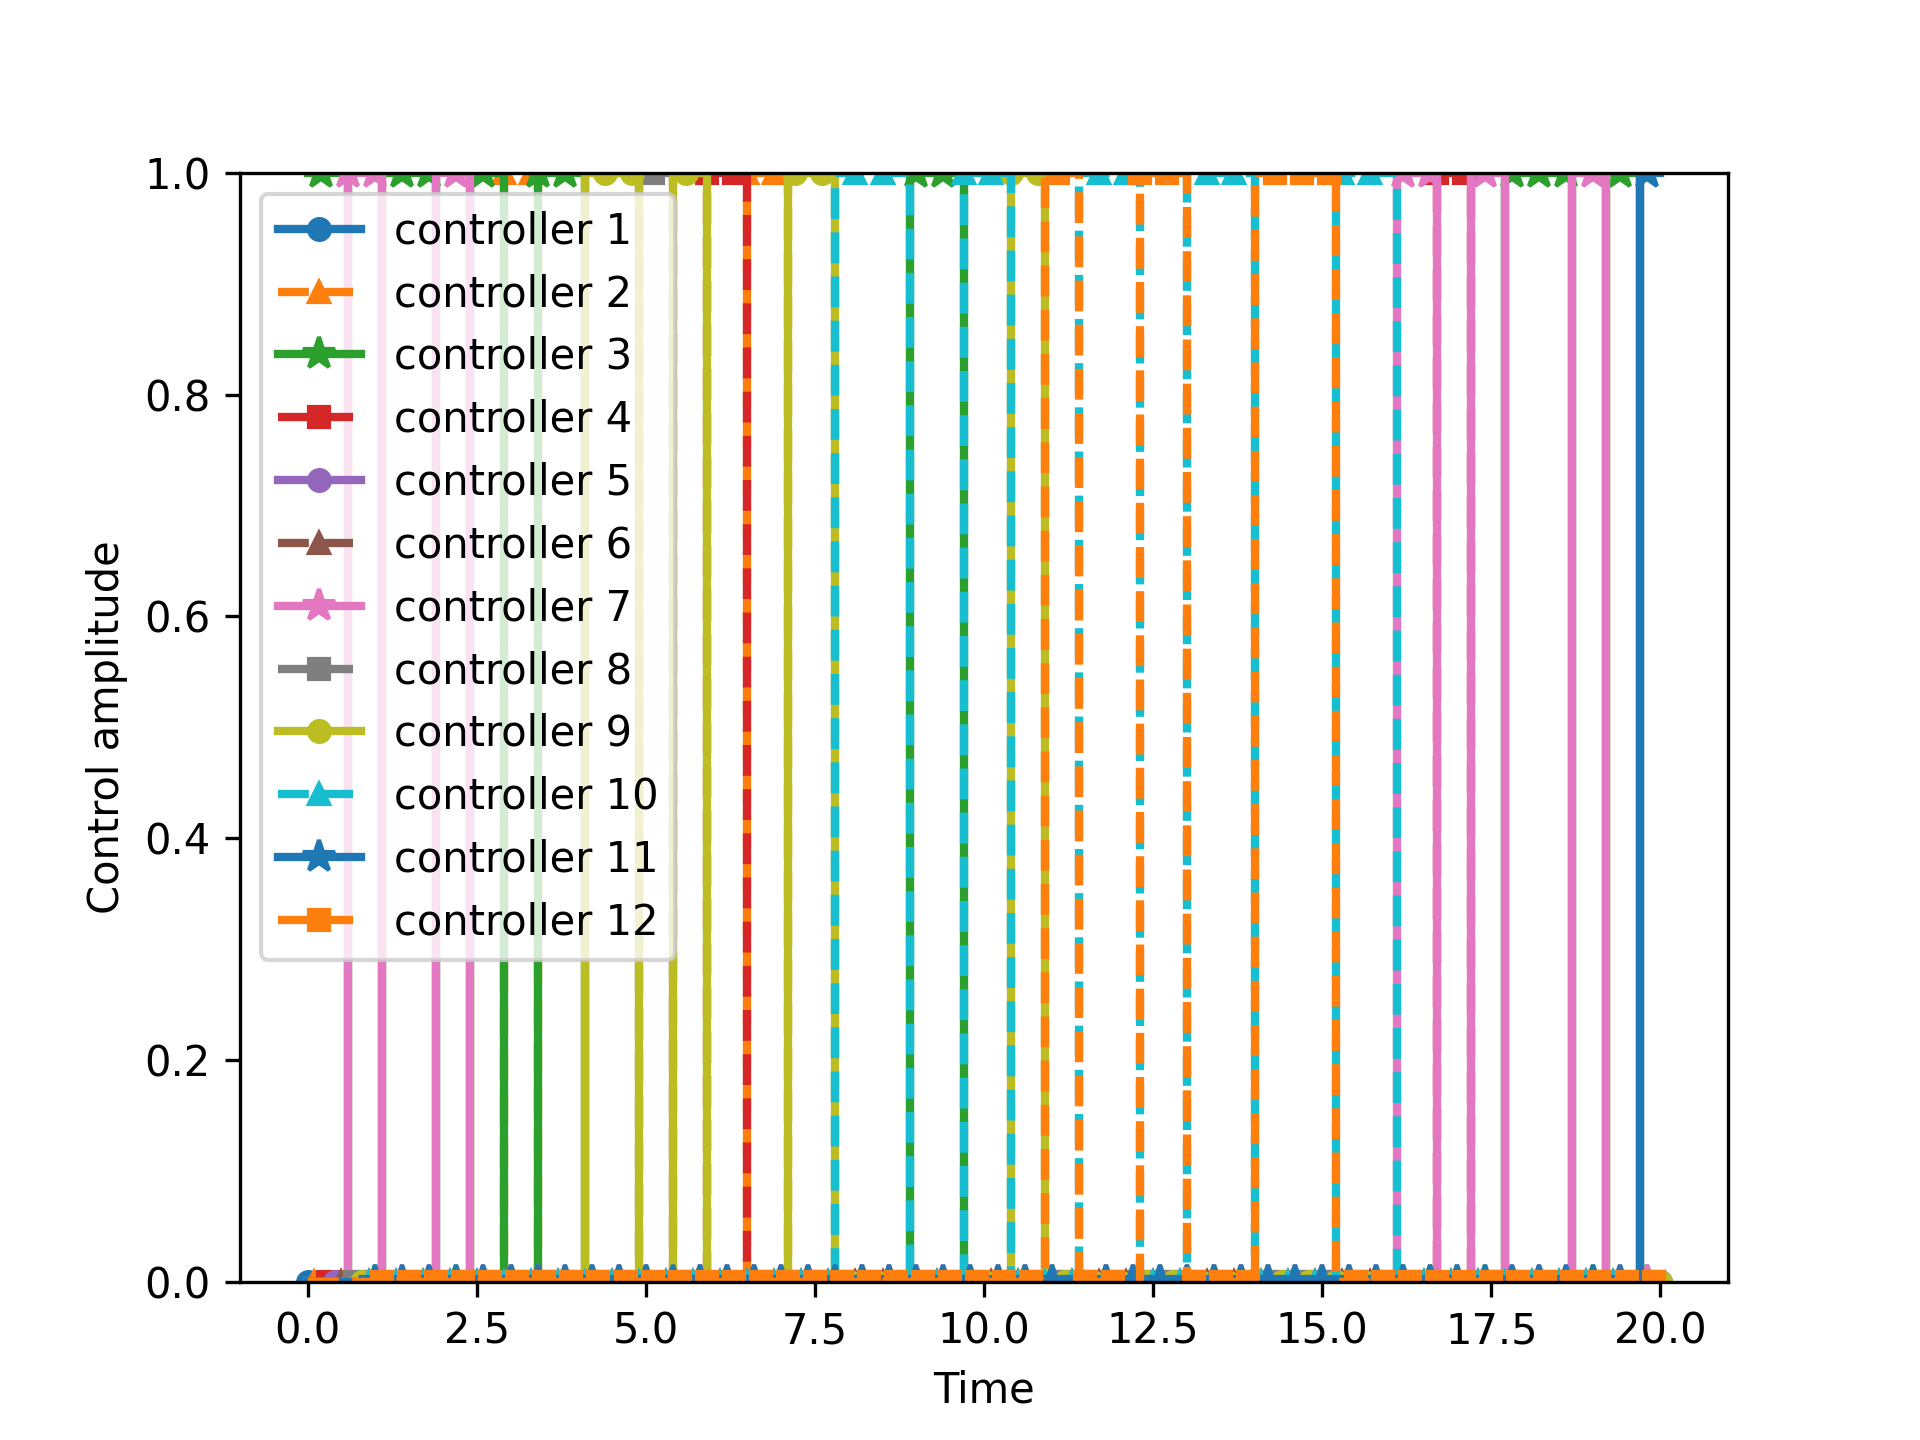 1.0
0.8
0.6
0.4
0.2
0.0
Control amplitude
controller 1
controller 2
controller 3
controller 4
controller 5
controller 6
controller 7
controller 8
controller 9
controller 10
controller 11
controller 12
0.0 2.5 5.0 7.5 10.0 12.5 15.0 17.5 20.0
Time